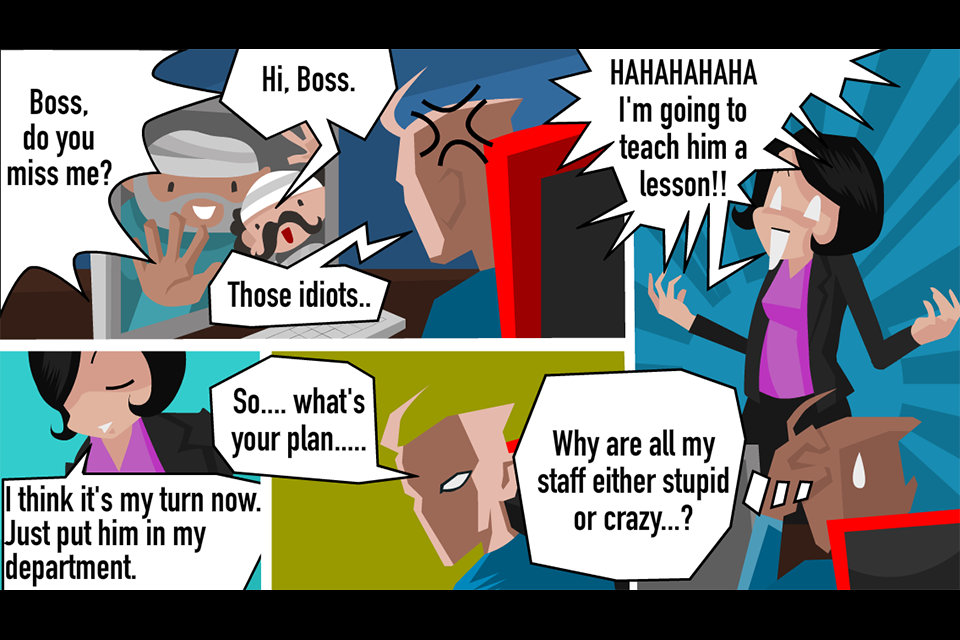 Boss,
do you
miss me?
Hi, Boss.
Those idiots..
I think it's my turn now.
Just put him in my
department.
So.... what's
your plan.....
HAHAHAHAHA
I'm going to
teach him a
lesson!!
Why are all my
staff either stupid
or crazy...?